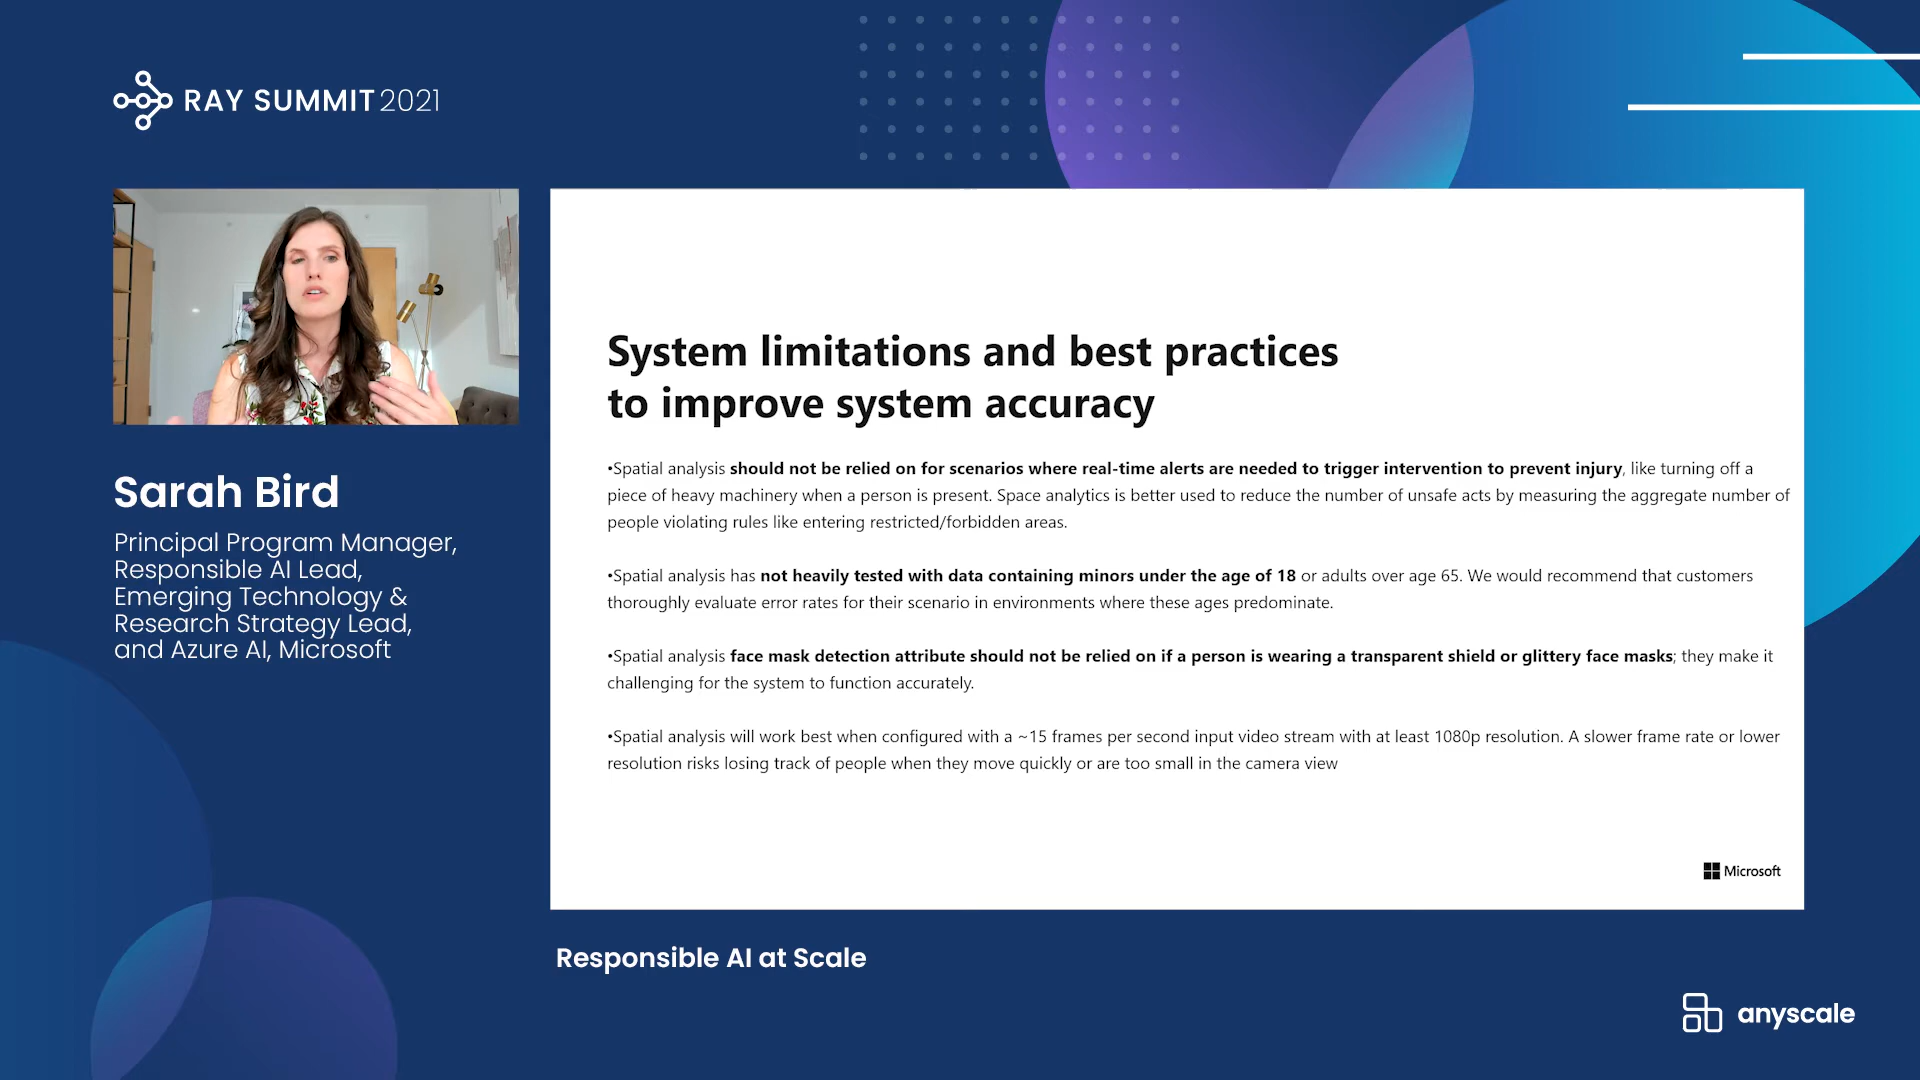 RAY SUMMIT 2021
Sarah Bird
Principal Program Manager,
Responsible AI Lead,
Emerging Technology &
Research Strategy Lead,
and Azure AI, Microsoft
System limitations and best practices
to improve system accuracy
•Spatial analysis should not be relied on for scenarios where real-time alerts are needed to trigger intervention to prevent injury, like turning off a
piece of heavy machinery when a person is present. Space analytics is better used to reduce the number of unsafe acts by measuring the aggregate number of
people violating rules like entering restricted/forbidden areas.
•Spatial analysis has not heavily tested with data containing minors under the age of 18 or adults over age 65. We would recommend that customers
thoroughly evaluate error rates for their scenario in environments where these ages predominate.
•Spatial analysis face mask detection attribute should not be relied on if a person is wearing a transparent shield or glittery face masks; they make it
challenging for the system to function accurately.
•Spatial analysis will work best when configured with a ~15 frames per second input video stream with at least 1080p resolution. A slower frame rate or lower
resolution risks losing track of people when they move quickly or are too small in the camera view
Microsoft
Responsible AI at Scale
anyscale